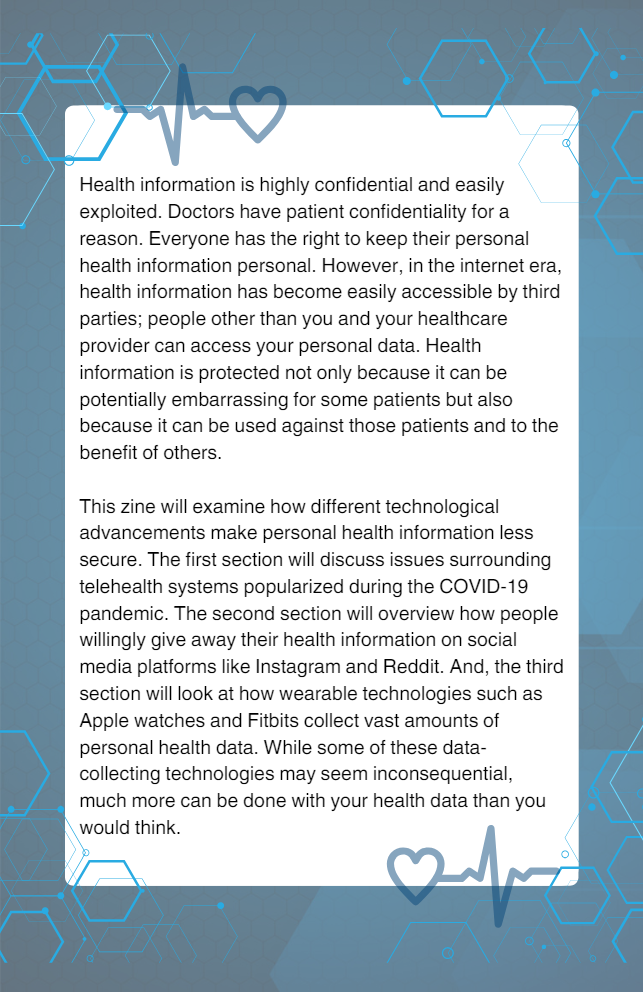 Health information is highly confidential and easily
exploited. Doctors have patient confidentiality for a
reason. Everyone has the right to keep their personal
health information personal. However, in the internet era,
health information has become easily accessible by third
parties; people other than you and your healthcare
provider can access your personal data. Health
information is protected not only because it can be
potentially embarrassing for some patients but also
because it can be used against those patients and to the
benefit of others.

This zine will examine how different technological
advancements make personal health information less
secure. The first section will discuss issues surrounding
telehealth systems popularized during the COVID-19
pandemic. The second section will overview how people
willingly give away their health information on social
media platforms like Instagram and Reddit. And, the third
section will look at how wearable technologies such as
Apple watches and Fitbits collect vast amounts of
personal health data. While some of these data-
collecting technologies may seem inconsequential,
much more can be done with your health data than you
would think.